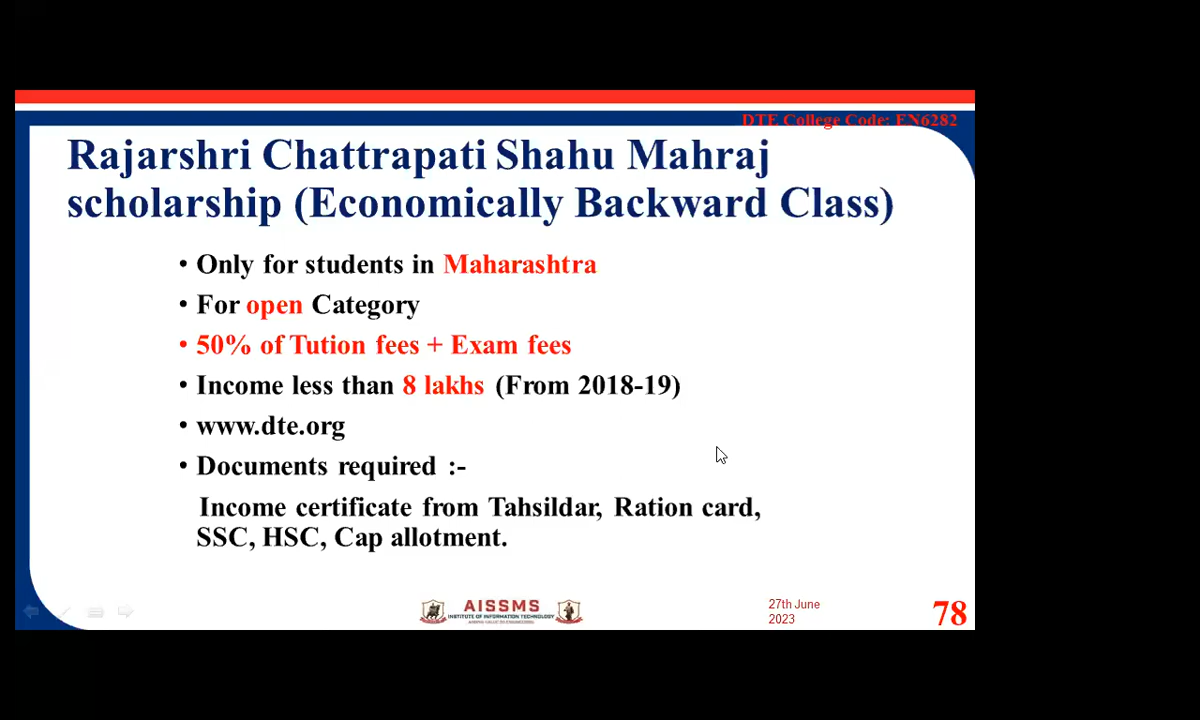 DTE College Code: EN6282
Rajarshri Chattrapati Shahu Mahraj
scholarship (Economically Backward Class)
• Only for students in Maharashtra
• For open Category
• 50% of Tution fees + Exam fees
• Income less than 8 lakhs (From 2018-19)
• www.dte.org
• Documents required :-
Income certificate from Tahsildar, Ration card,
SSC, HSC, Cap allotment.
AISSMS
INSTITUTE OF INFORMATION TECHNOLOGY
27th June
2023
78